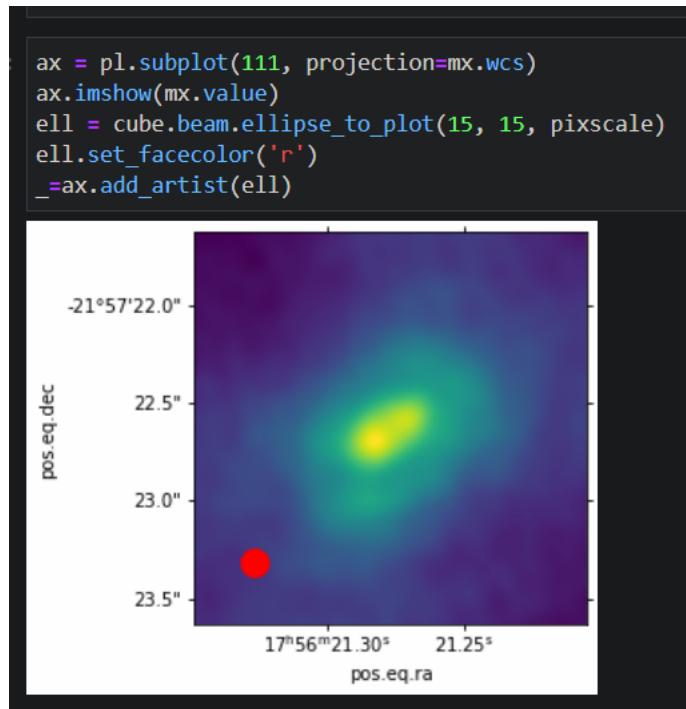 ax = pl.subplot(111, projection=mx.wcs)
ax.imshow(mx.value)
ell = cube.beam.ellipse_to_plot(15, 15, pixscale)
ell.set_facecolor('r')
_=ax.add_artist(ell)
-21°57'22.0"
22.5"
23.0"
23.5"
pos.eq.dec
17ʰ56ᵐ21.30ˢ 21.25ˢ
pos.eq.ra